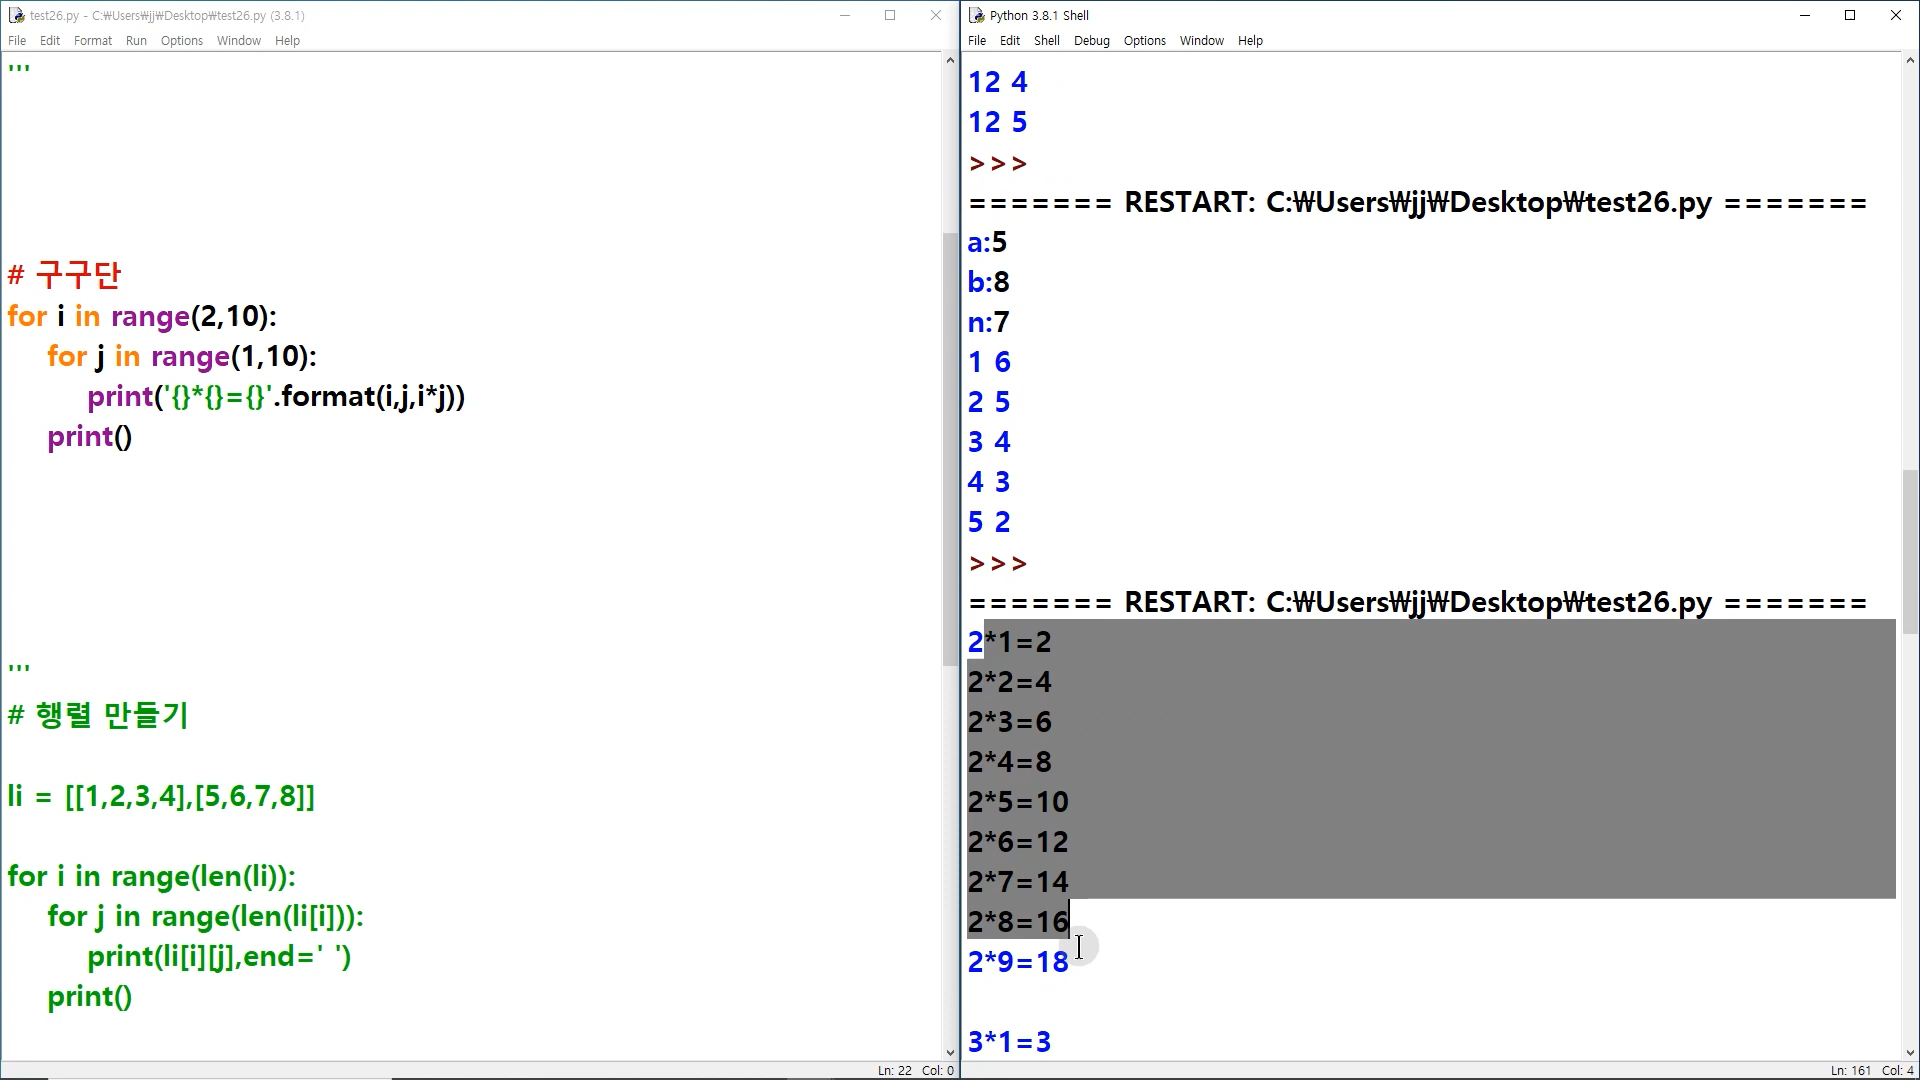 test26.py - C:₩Users₩jj₩Desktop₩test26.py (3.8.1)
File Edit Format Run Options Window Help
'''
# 구구단
for i in range(2,10):
    for j in range(1,10):
        print('{}*{}={}'.format(i,j,i*j))
    print()
'''
# 행렬 만들기
li = [[1,2,3,4],[5,6,7,8]]
for i in range(len(li)):
    for j in range(len(li[i])):
        print(li[i][j],end=' ')
    print()
Ln: 22 Col: 0
Python 3.8.1 Shell
File Edit Shell Debug Options Window Help
12 4
12 5
>>>
======= RESTART: C:₩Users₩jj₩Desktop₩test26.py =======
a:5
b:8
n:7
1 6
2 5
3 4
4 3
5 2
>>>
======= RESTART: C:₩Users₩jj₩Desktop₩test26.py =======
2*1=2
2*2=4
2*3=6
2*4=8
2*5=10
2*6=12
2*7=14
2*8=16
2*9=18
3*1=3
Ln: 161 Col: 4